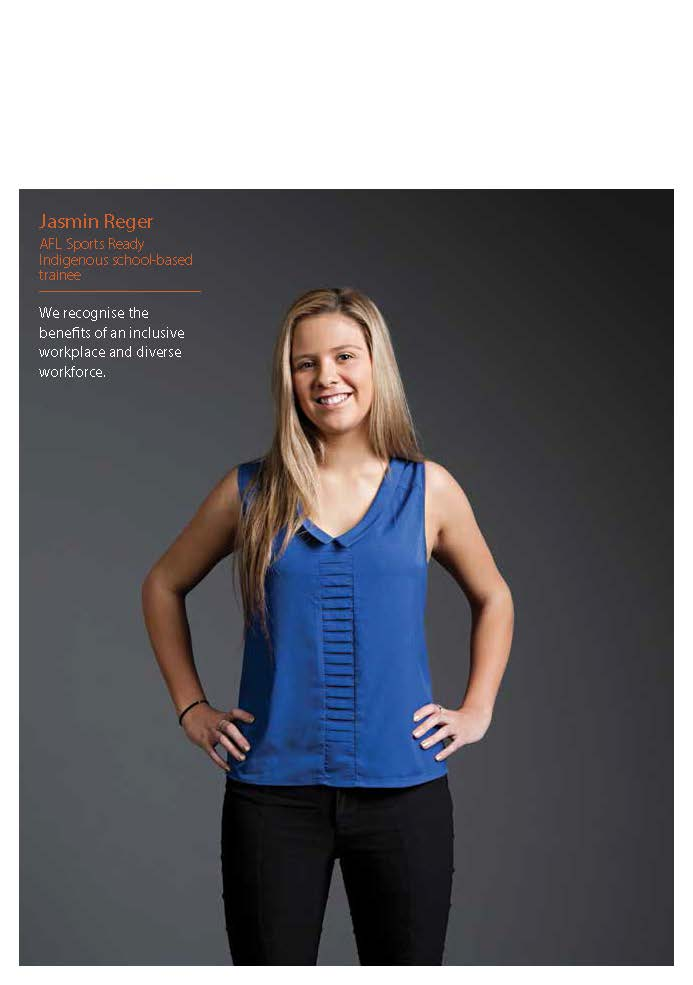 Jasmin Reger
AFL Sports Ready
Indigenous school-based
trainee
We recognise the
benefits of an inclusive
workplace and diverse
workforce.